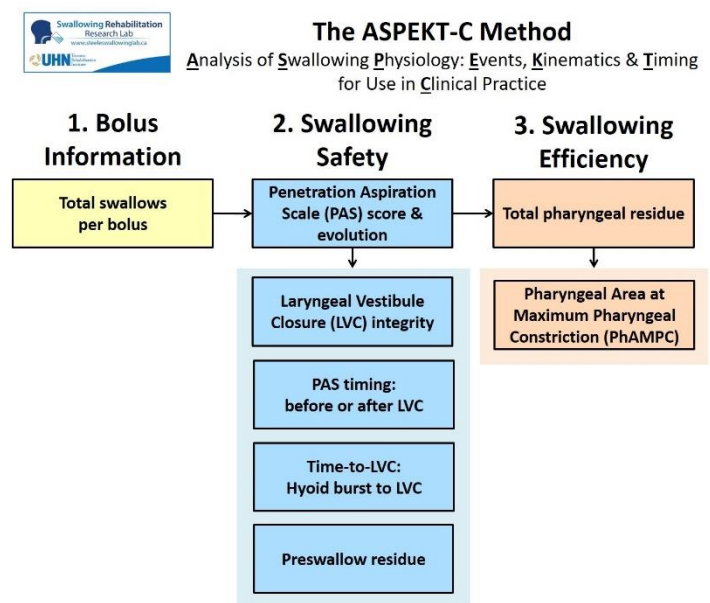 Swallowing Rehabilitation
Research Lab
www.steeleswallowinglab.ca
UHN
Toronto
Rehabilitation
Institute
The ASPEKT-C Method
Analysis of Swallowing Physiology: Events, Kinematics & Timing
for Use in Clinical Practice
1. Bolus
Information
2. Swallowing
Safety
3. Swallowing
Efficiency
Total swallows
per bolus
Penetration Aspiration
Scale (PAS) score &
evolution
Total pharyngeal residue
Laryngeal Vestibule
Closure (LVC) integrity
Pharyngeal Area at
Maximum Pharyngeal
Constriction (PhAMPC)
PAS timing:
before or after LVC
Time-to-LVC:
Hyoid burst to LVC
Preswallow residue